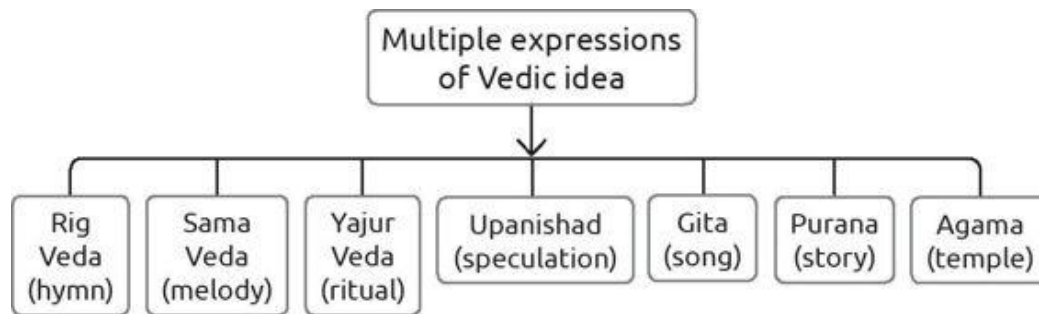 Multiple expressions
of Vedic idea
Rig
Veda
(hymn)
Sama
Veda
(melody)
Yajur
Veda
(ritual)
Upanishad
(speculation)
Gita
(song)
Purana
(story)
Agama
(temple)